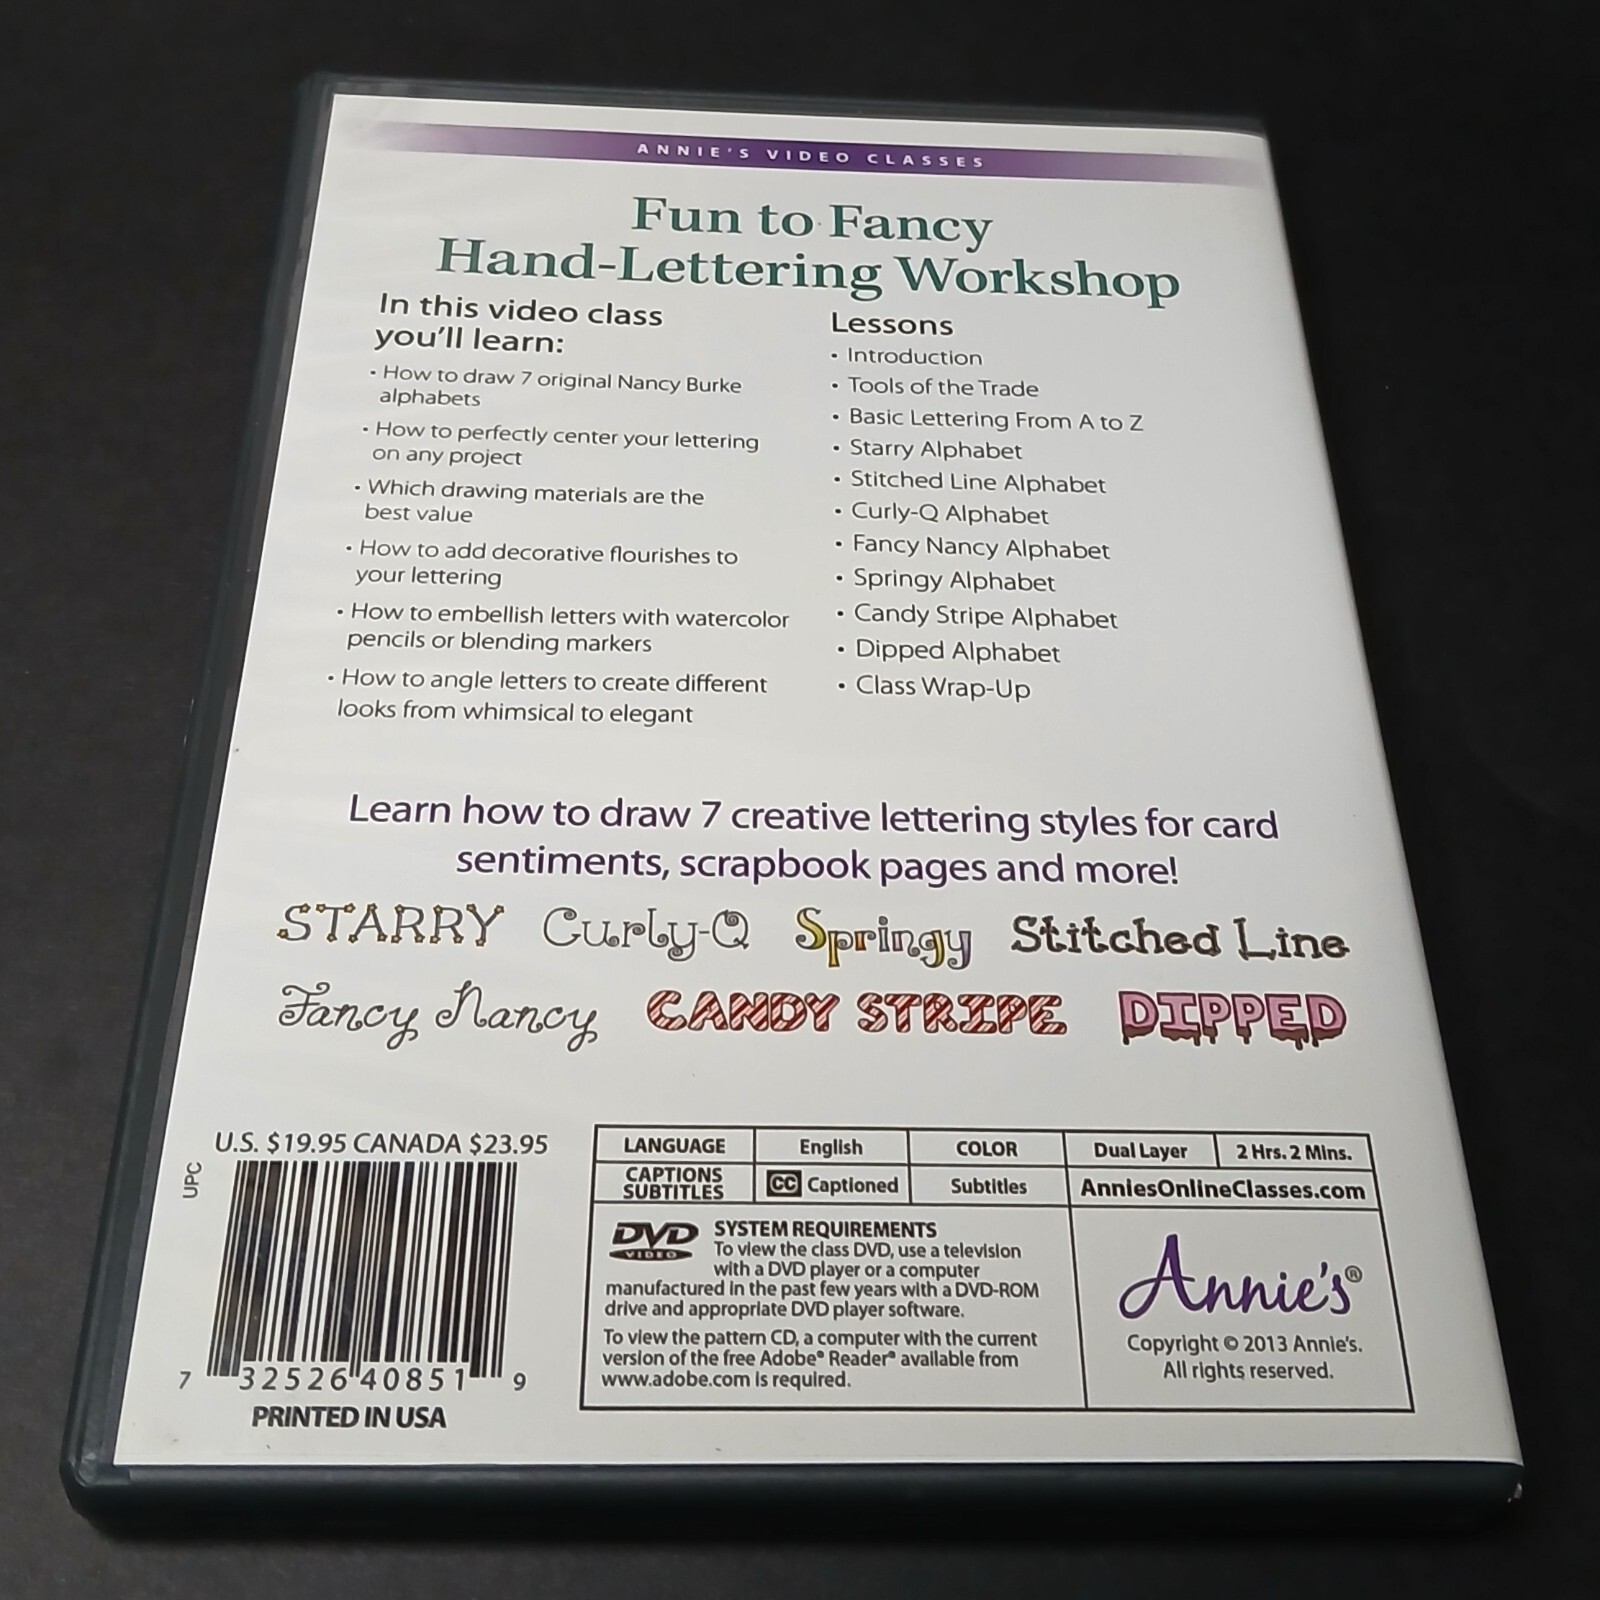 ANNIE'S VIDEO CLASSES
Fun to Fancy
Hand-Lettering Workshop
In this video class
you'll learn:
• How to draw 7 original Nancy Burke
alphabets
• How to perfectly center your lettering
on any project
• Which drawing materials are the
best value
• How to add decorative flourishes to
your lettering
• How to embellish letters with watercolor
pencils or blending markers
• How to angle letters to create different
looks from whimsical to elegant
Lessons
• Introduction
• Tools of the Trade
• Basic Lettering From A to Z
• Starry Alphabet
• Stitched Line Alphabet
• Curly-Q Alphabet
• Fancy Nancy Alphabet
• Springy Alphabet
• Candy Stripe Alphabet
• Dipped Alphabet
• Class Wrap-Up
Learn how to draw 7 creative lettering styles for card
sentiments, scrapbook pages and more!
STARRY Curly-Q Springy Stitched Line
Fancy Nancy CANDY STRIPE DIPPED
U.S. $19.95 CANADA $23.95
UPC
7 32526 40851 9
PRINTED IN USA
LANGUAGE English COLOR Dual Layer 2 Hrs. 2 Mins.
CAPTIONS
SUBTITLES
CC Captioned Subtitles AnniesOnlineClasses.com
DVD
VIDEO
SYSTEM REQUIREMENTS
To view the class DVD, use a television
with a DVD player or a computer
manufactured in the past few years with a DVD-ROM
drive and appropriate DVD player software.
To view the pattern CD, a computer with the current
version of the free Adobe® Reader® available from
www.adobe.com is required.
Annie's®
Copyright © 2013 Annie's.
All rights reserved.